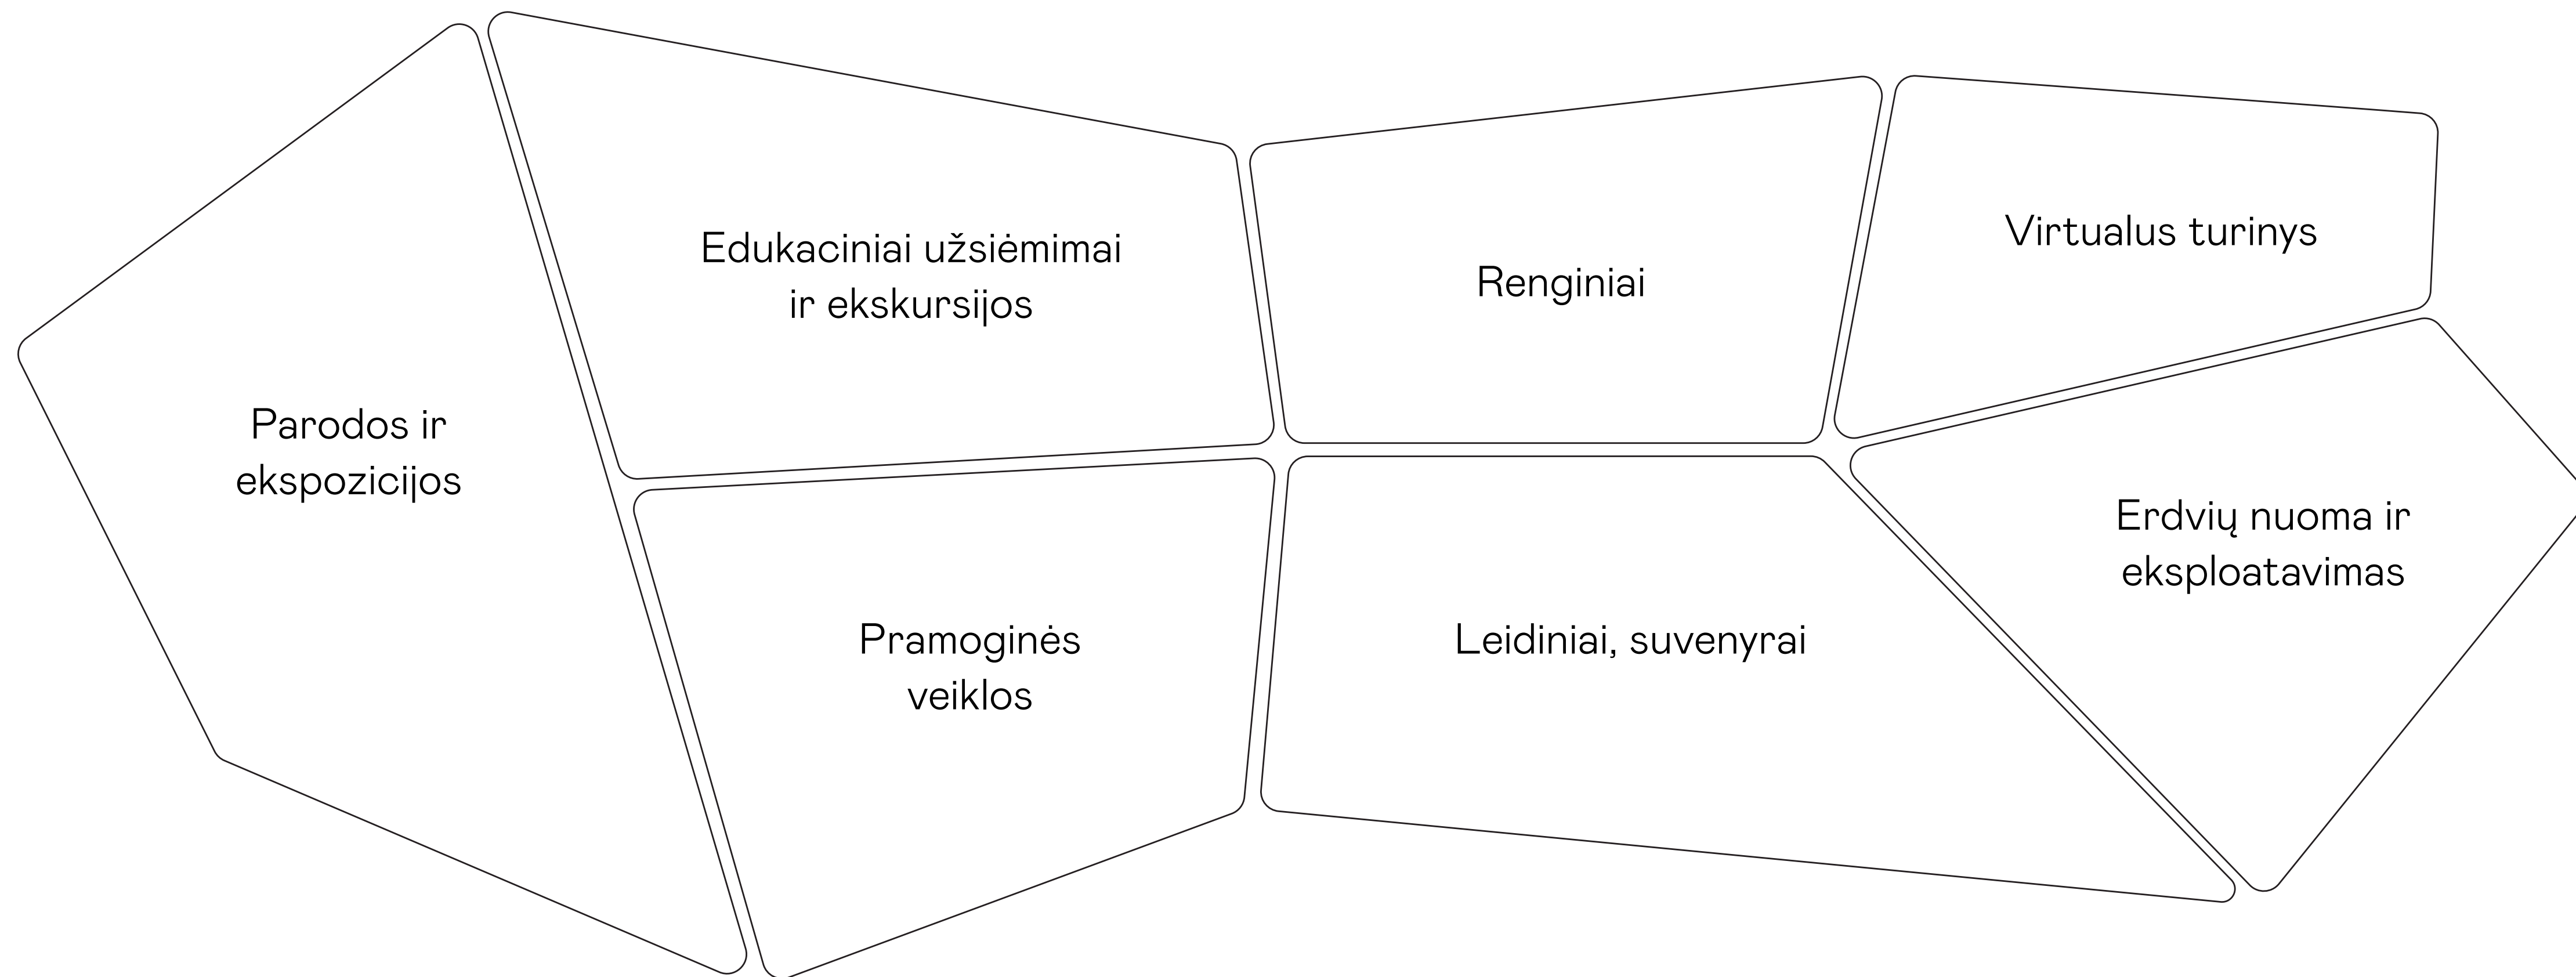 Parodos ir
ekspozicijos
Edukaciniai užsiėmimai
ir ekskursijos
Pramoginės
veiklos
Renginiai
Leidiniai, suvenyrai
Virtualus turinys
Erdvių nuoma ir
eksploatavimas